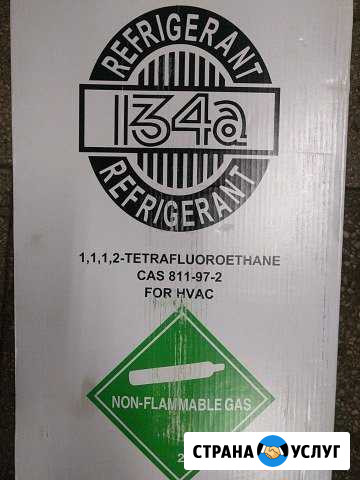 REFRIGERANT
134a
REFRIGERANT
1,1,1,2-TETRAFLUOROETHANE
CAS 811-97-2
FOR HVAC
NON-FLAMMABLE GAS
2
СТРАНА УСЛУГ